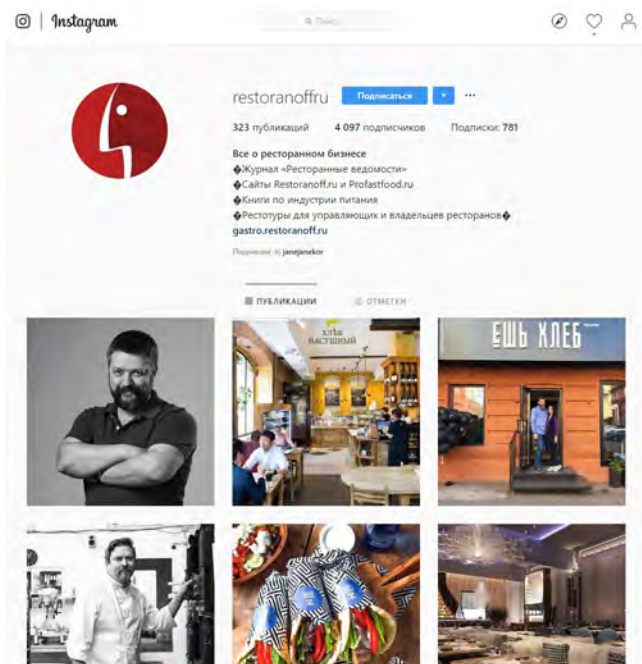 Instagram
Поиск
restoranoffru Подписаться ...
323 публикаций 4 097 подписчиков Подписки: 781
Все о ресторанном бизнесе
�Журнал «Ресторанные ведомости»
�Сайты Restoranoff.ru и Profastfood.ru
�Книги по индустрии питания
�Рестотуры для управляющих и владельцев ресторанов�
gastro.restoranoff.ru
janejanekor
ПУБЛИКАЦИИ ОТМЕТКИ
ХЛЕБ
НАСУЩНЫЙ
ЕШЬ ХЛЕБ